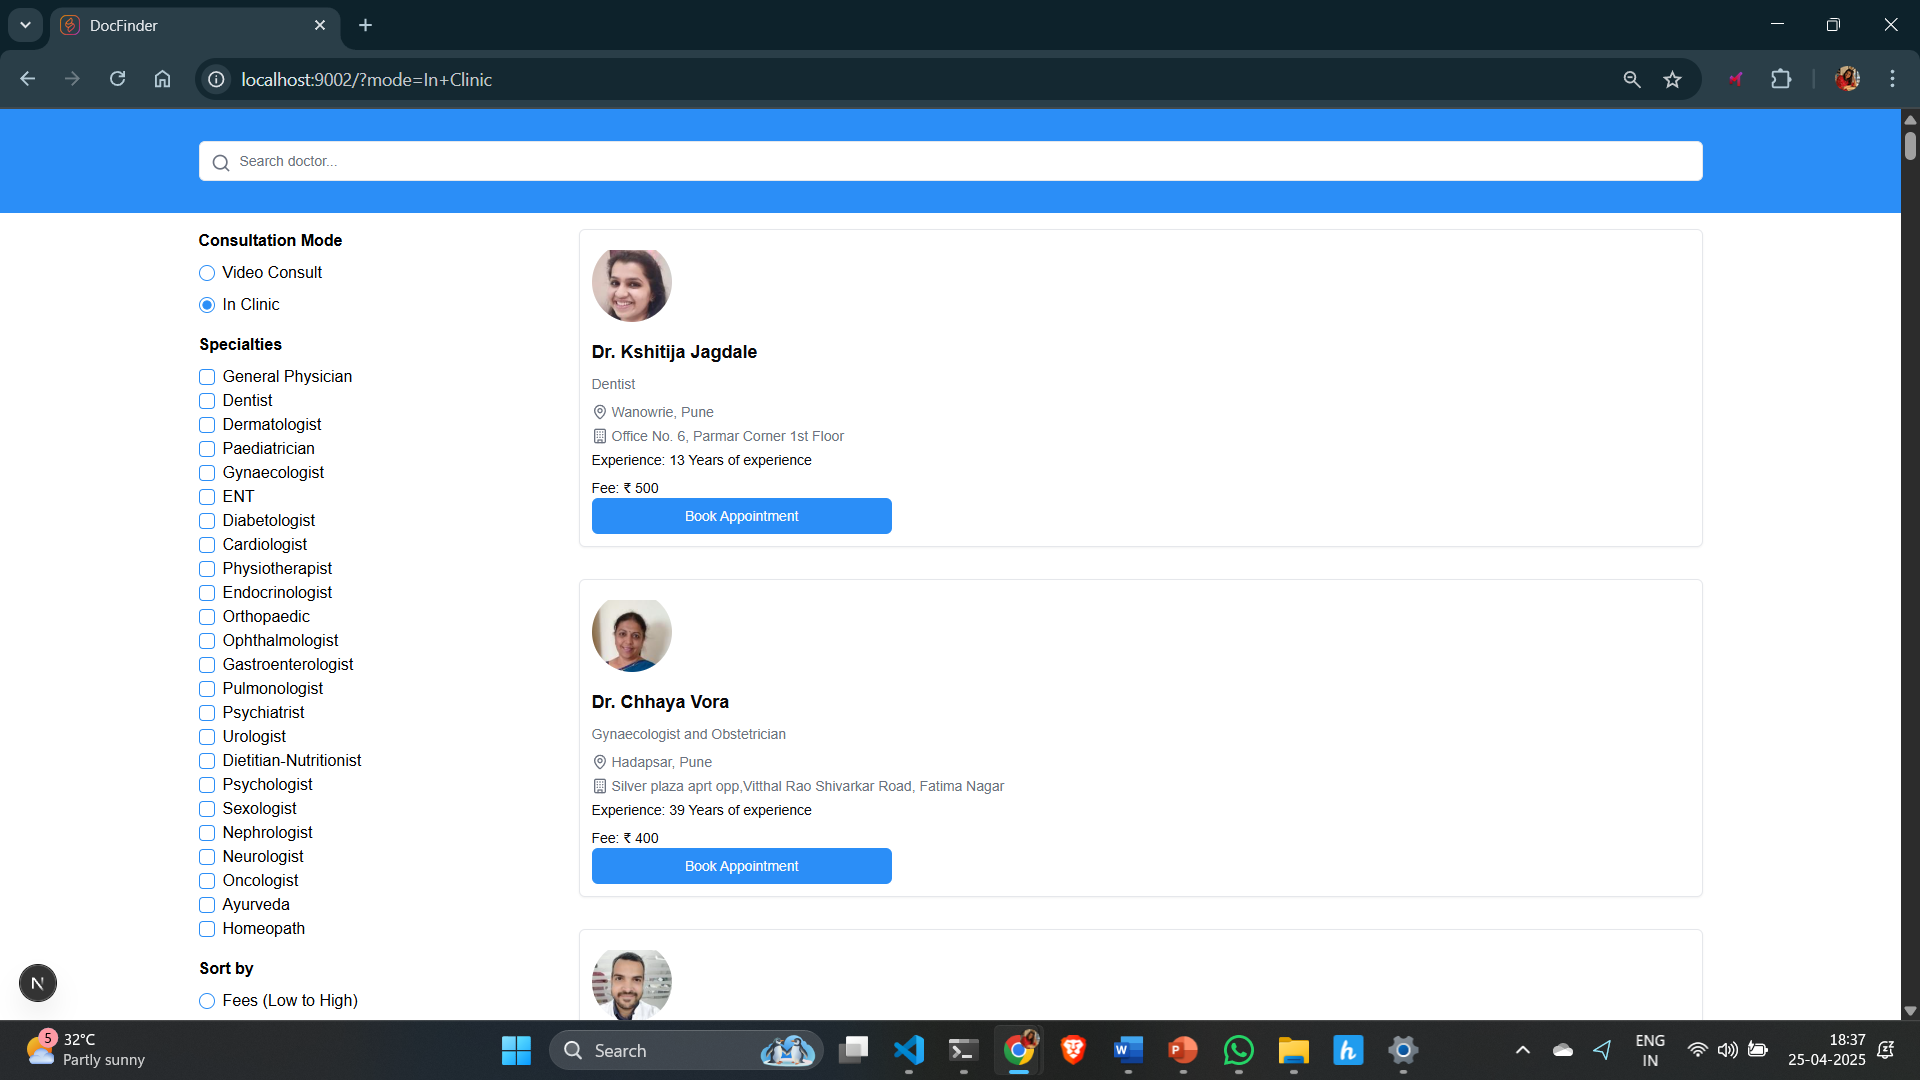 DocFinder
localhost:9002/?mode=In+Clinic
Search doctor...
Consultation Mode
Video Consult
In Clinic
Specialties
General Physician
Dentist
Dermatologist
Paediatrician
Gynaecologist
ENT
Diabetologist
Cardiologist
Physiotherapist
Endocrinologist
Orthopaedic
Ophthalmologist
Gastroenterologist
Pulmonologist
Psychiatrist
Urologist
Dietitian-Nutritionist
Psychologist
Sexologist
Nephrologist
Neurologist
Oncologist
Ayurveda
Homeopath
Sort by
Fees (Low to High)
Dr. Kshitija Jagdale
Dentist
Wanowrie, Pune
Office No. 6, Parmar Corner 1st Floor
Experience: 13 Years of experience
Fee: ₹ 500
Book Appointment
Dr. Chhaya Vora
Gynaecologist and Obstetrician
Hadapsar, Pune
Silver plaza aprt opp,Vitthal Rao Shivarkar Road, Fatima Nagar
Experience: 39 Years of experience
Fee: ₹ 400
Book Appointment
N
5
32°C
Partly sunny
Search
W
P
h
ENG
IN
18:37
25-04-2025